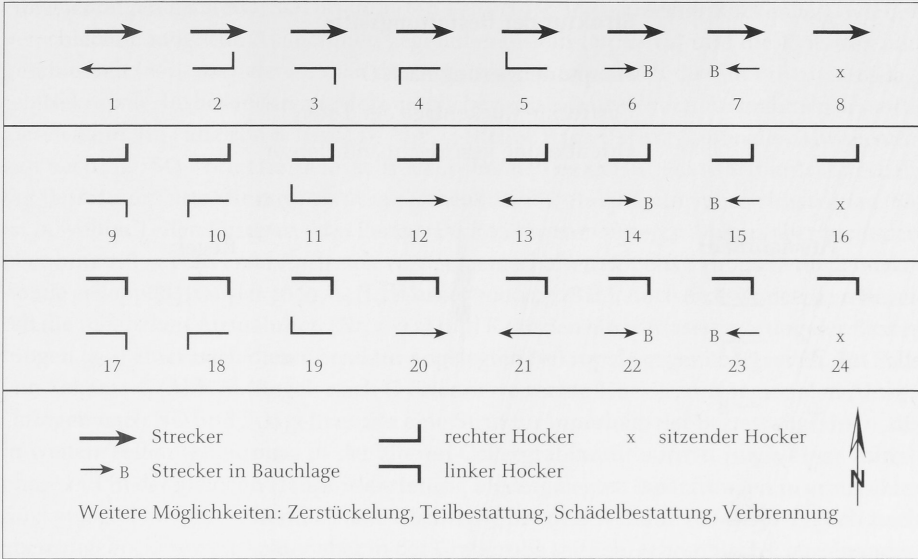 B B x
1 2 3 4 5 6 7 8
B B x
9 10 11 12 13 14 15 16
B B x
17 18 19 20 21 22 23 24
Strecker rechter Hocker x sitzender Hocker
B Strecker in Bauchlage linker Hocker
N
Weitere Möglichkeiten: Zerstückelung, Teilbestattung, Schädelbestattung, Verbrennung